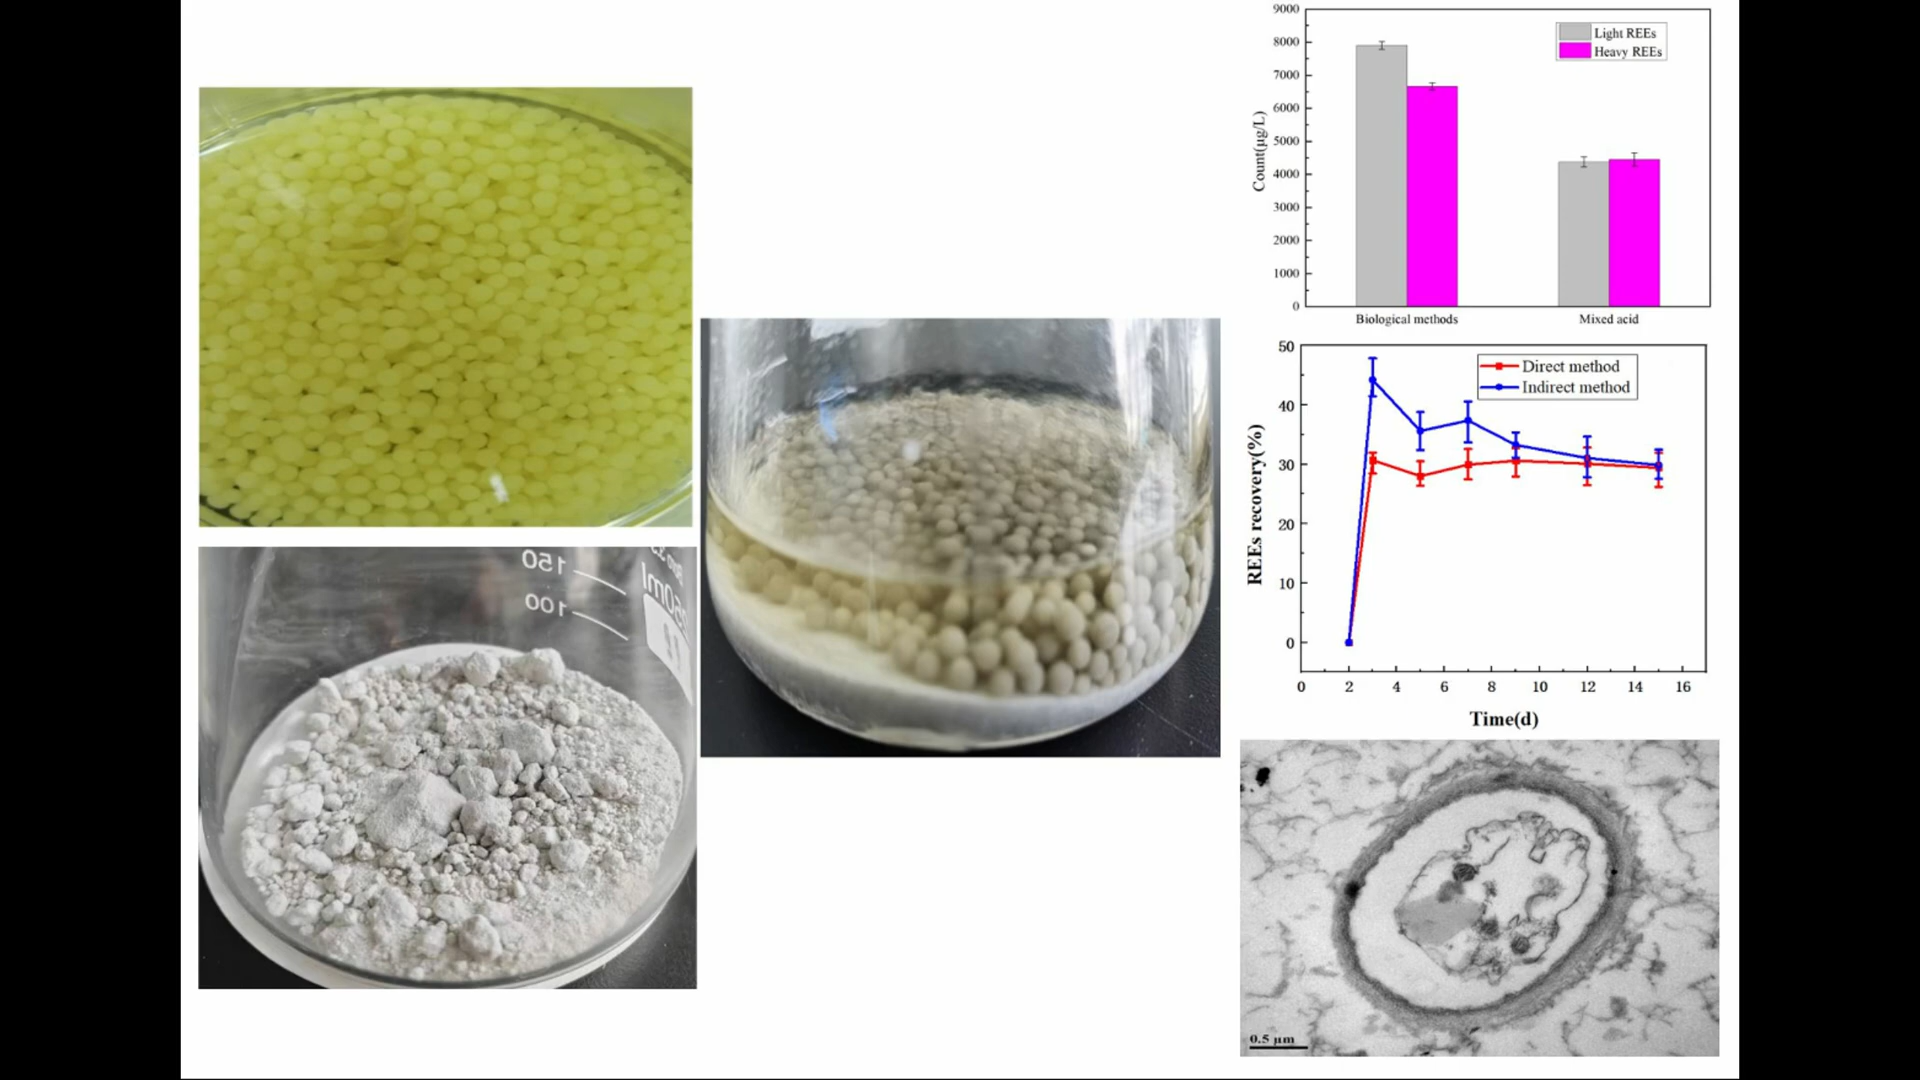 9000
8000
7000
6000
5000
4000
3000
2000
1000
0
Count(µg/L)
Light REEs
Heavy REEs
Biological methods
Mixed acid
50
40
30
20
10
0
REEs recovery(%)
Direct method
Indirect method
0 2 4 6 8 10 12 14 16
Time(d)
150
100
0.5 µm